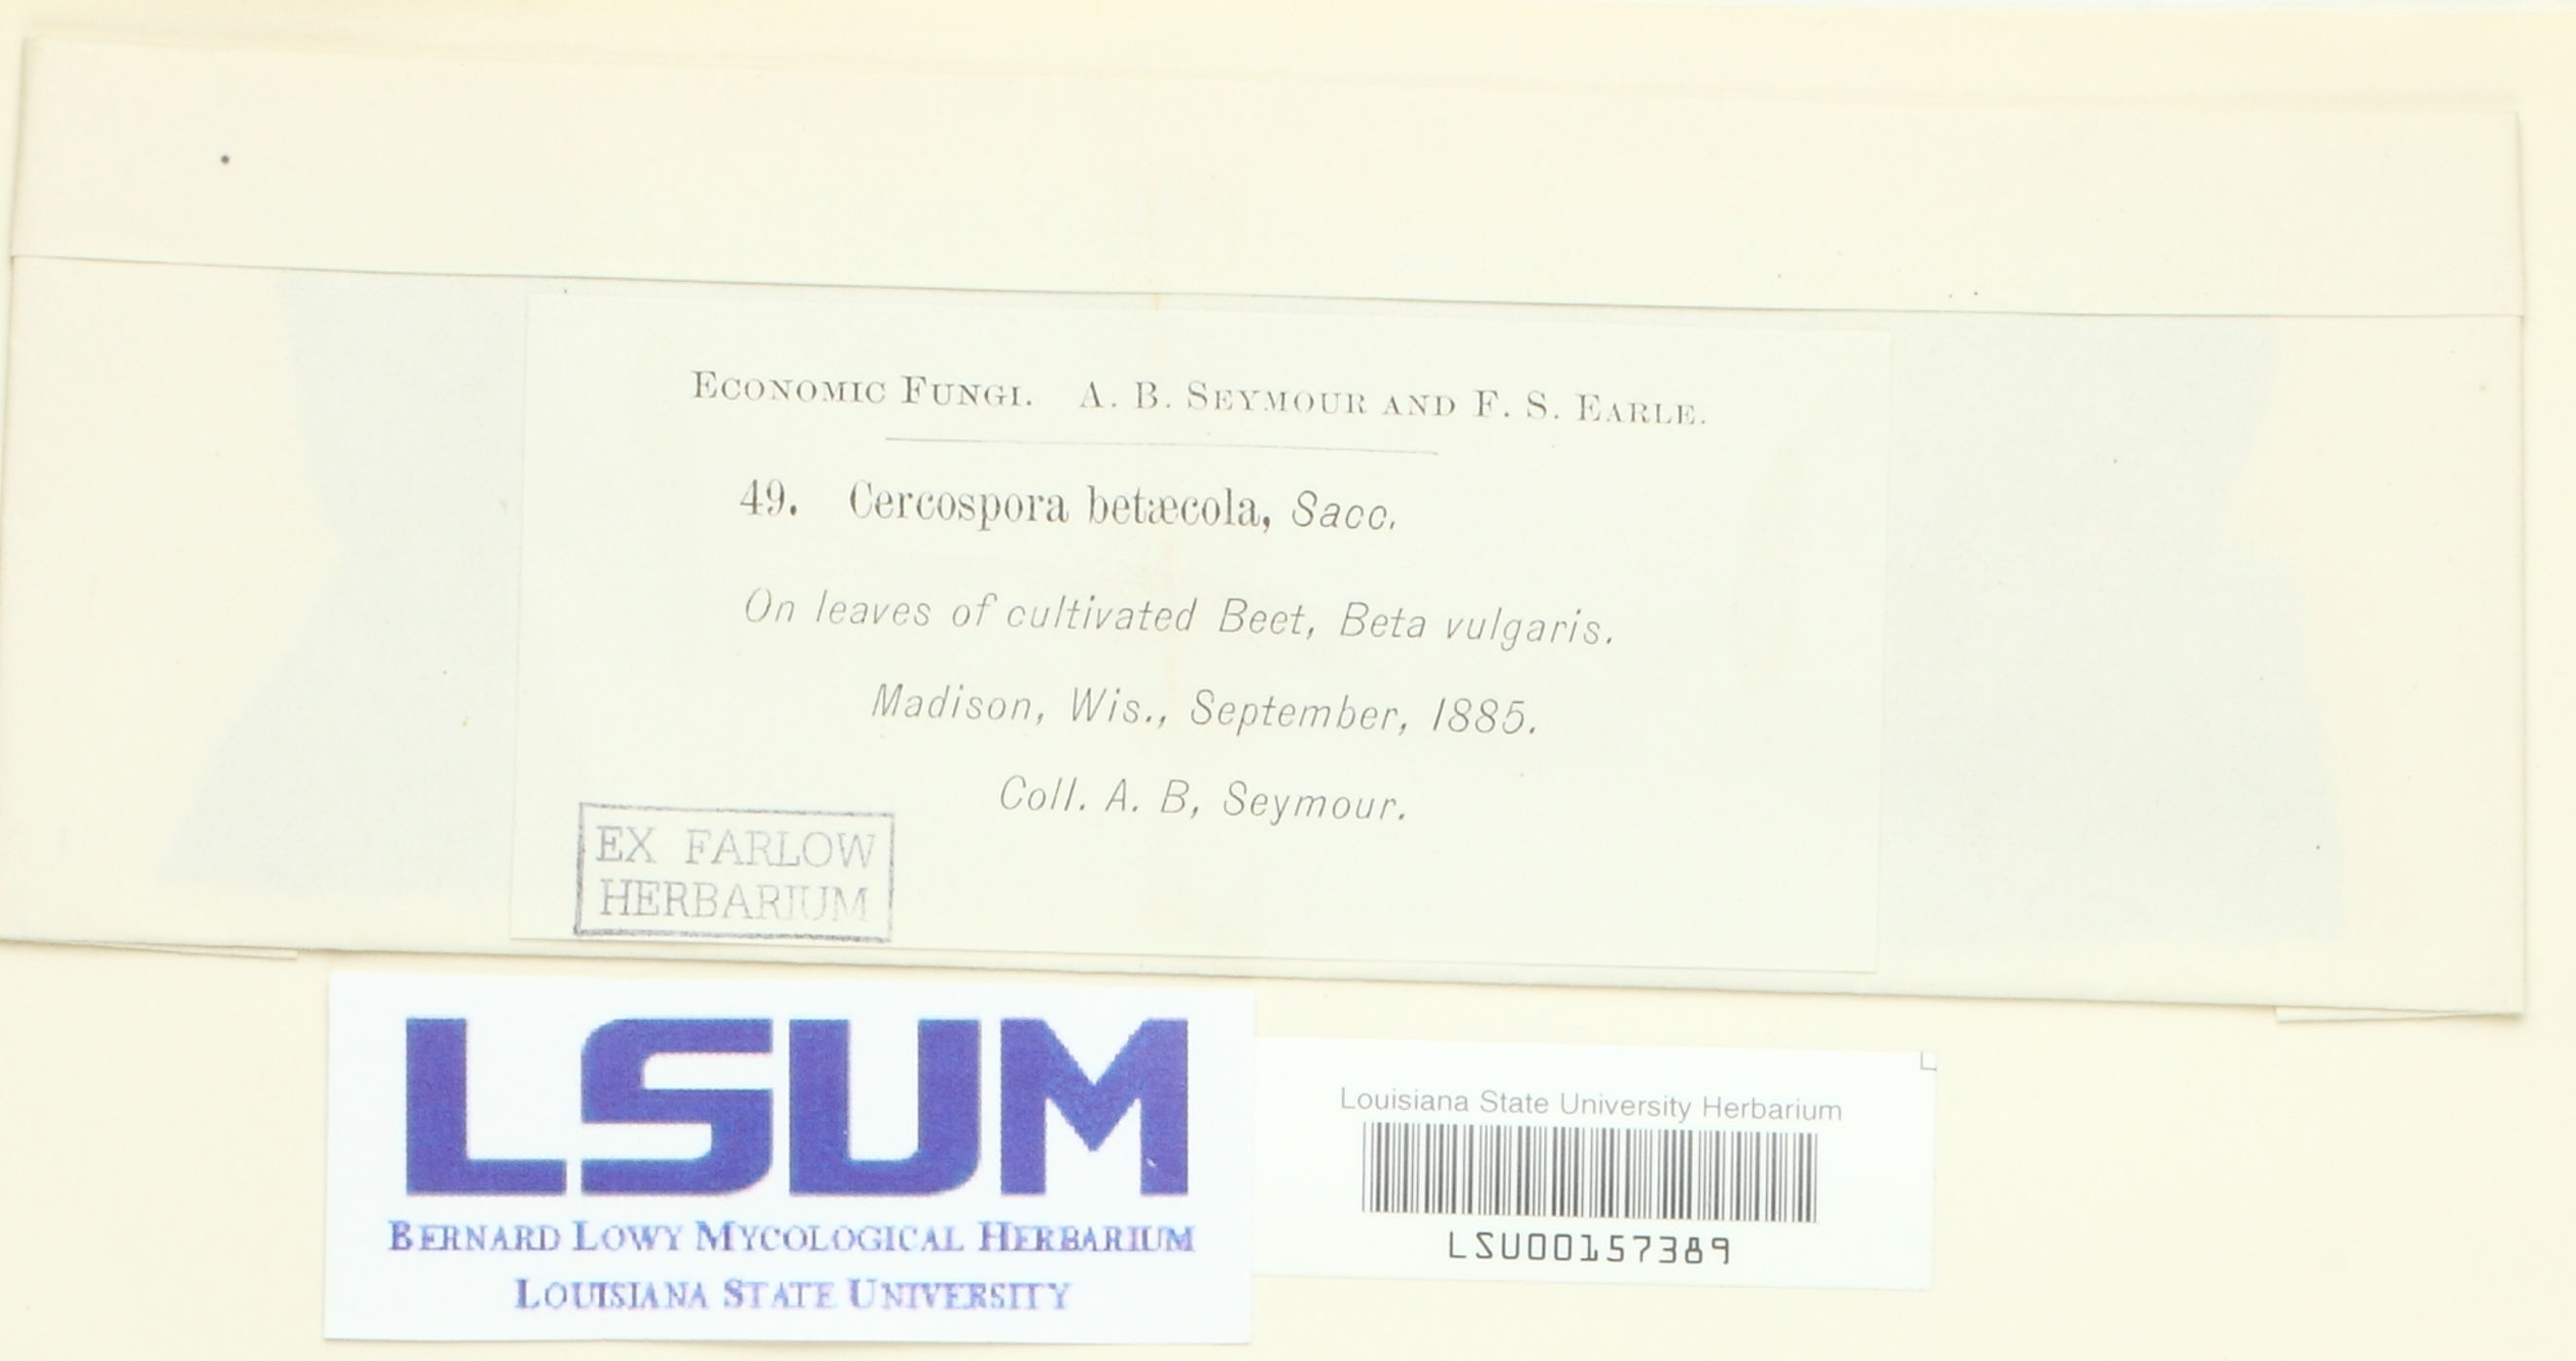 ECONOMIC FUNGI. A. B. SEYMOUR AND F. S. EARLE.
49. Cercospora betæcola, Sacc.
On leaves of cultivated Beet, Beta vulgaris.
Madison, Wis., September, 1885.
Coll. A. B, Seymour.
EX FARLOW
HERBARIUM
LSUM
BERNARD LOWY MYCOLOGICAL HERBARIUM
LOUISIANA STATE UNIVERSITY
Louisiana State University Herbarium
LSU00157389